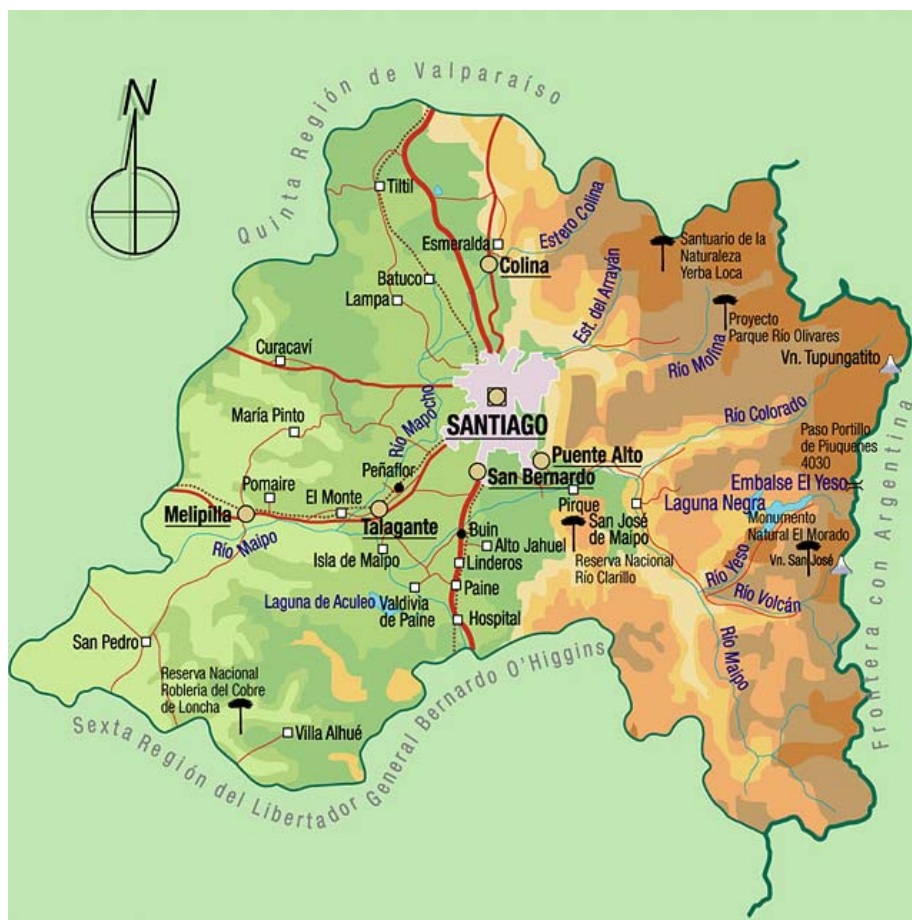 N
Quinta Región de Valparaíso
Tiltil
Esmeralda
Estero Colina
Colina
Santuario de la
Naturaleza
Yerba Loca
Batuco
Lampa
Est. del Arrayán
Proyecto
Parque Río Olivares
Río Molina
Vn. Tupungatito
Curacaví
SANTIAGO
Río Mapocho
María Pinto
Río Colorado
Paso Portillo
de Piuquenes
4030
Puente Alto
San Bernardo
Peñaflor
Pomaire
El Monte
Embalse El Yeso
Melipilla
Talagante
Pirque
Laguna Negra
San José
de Maipo
Monumento
Natural El Morado
Vn. San José
Río Maipo
Buin
Isla de Maipo
Alto Jahuel
Linderos
Reserva Nacional
Río Clarillo
Río Yeso
Río Volcán
Paine
Laguna de Aculeo
Valdivia
de Paine
Hospital
San Pedro
Río Maipo
Reserva Nacional
Robleria del Cobre
de Loncha
Villa Alhué
Sexta Región del Libertador General Bernardo O'Higgins
Frontera con Argentina